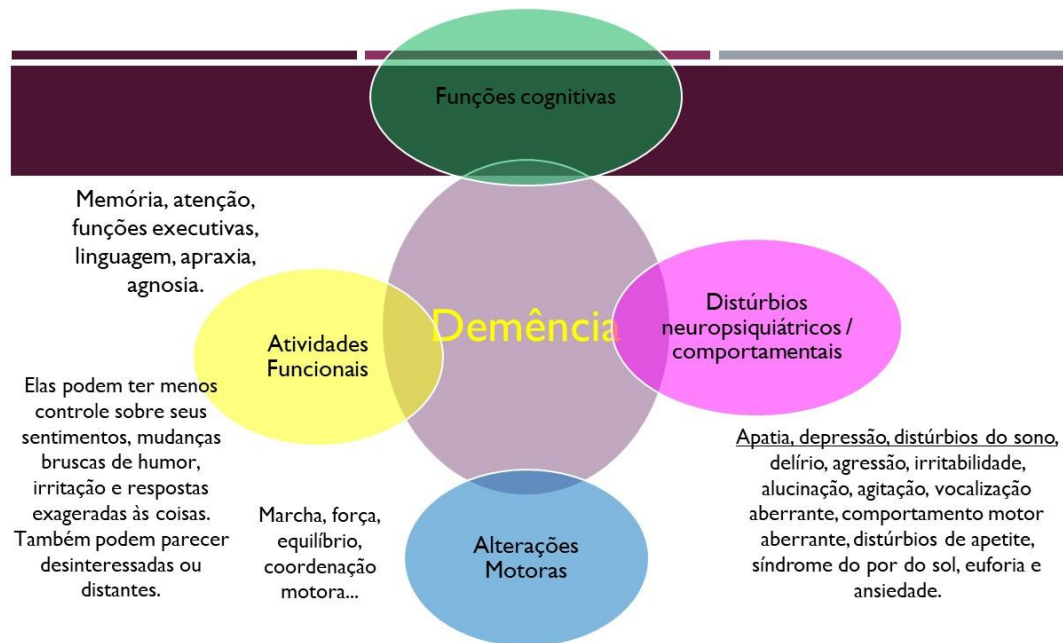 Funções cognitivas
Memória, atenção,
funções executivas,
linguagem, apraxia,
agnosia.
Demência
Atividades
Funcionais
Distúrbios
neuropsiquiátricos /
comportamentais
Elas podem ter menos
controle sobre seus
sentimentos, mudanças
bruscas de humor,
irritação e respostas
exageradas às coisas.
Também podem parecer
desinteressadas ou
distantes.
Marcha, força,
equilíbrio,
coordenação
motora...
Alterações
Motoras
Apatia, depressão, distúrbios do sono,
delírio, agressão, irritabilidade,
alucinação, agitação, vocalização
aberrante, comportamento motor
aberrante, distúrbios de apetite,
síndrome do por do sol, euforia e
ansiedade.